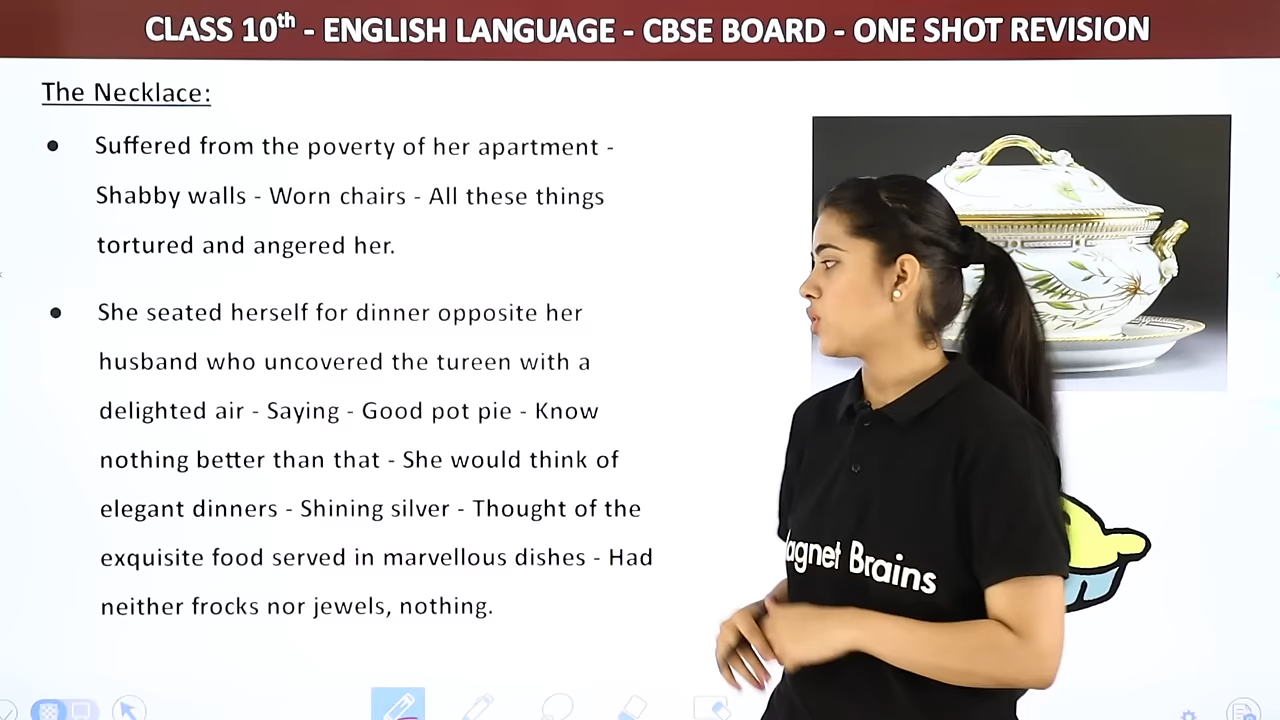 CLASS 10th - ENGLISH LANGUAGE - CBSE BOARD - ONE SHOT REVISION
The Necklace:
● Suffered from the poverty of her apartment -
Shabby walls - Worn chairs - All these things
tortured and angered her.
● She seated herself for dinner opposite her
husband who uncovered the tureen with a
delighted air - Saying - Good pot pie - Know
nothing better than that - She would think of
elegant dinners - Shining silver - Thought of the
exquisite food served in marvellous dishes - Had
neither frocks nor jewels, nothing.
agnet Brains